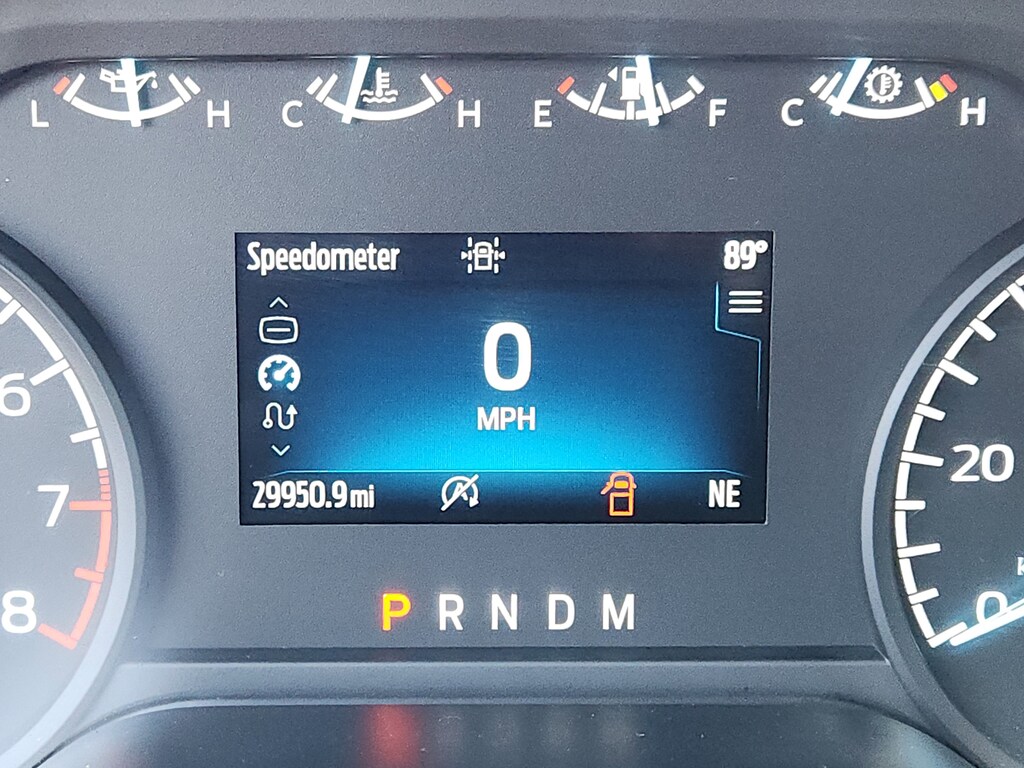 L H C H E F C H
Speedometer 89°
6
0
MPH
20
7
29950.9mi NE
8
P R N D M
0